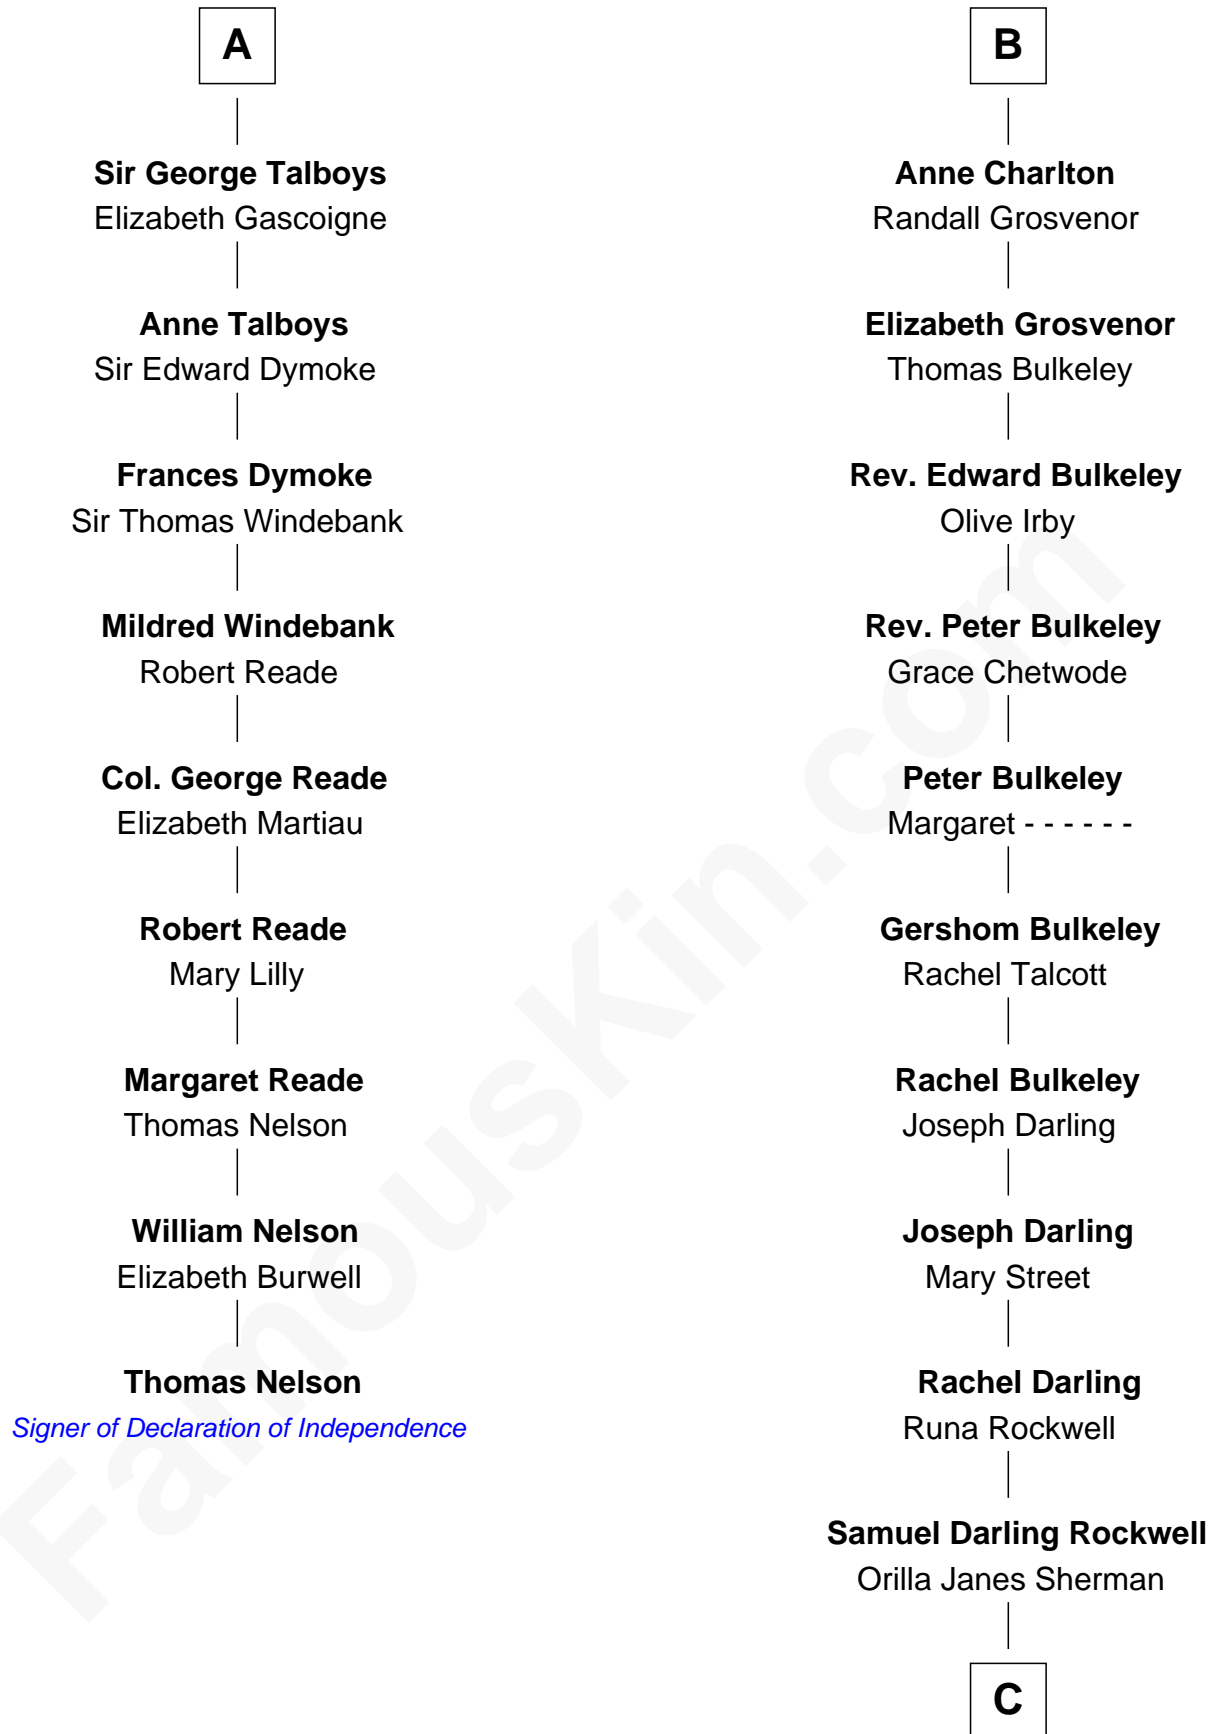 A
Sir George Talboys
Elizabeth Gascoigne
Anne Talboys
Sir Edward Dymoke
Frances Dymoke
Sir Thomas Windebank
Mildred Windebank
Robert Reade
Col. George Reade
Elizabeth Martiau
Robert Reade
Mary Lilly
Margaret Reade
Thomas Nelson
William Nelson
Elizabeth Burwell
Thomas Nelson
Signer of Declaration of Independence
B
Anne Charlton
Randall Grosvenor
Elizabeth Grosvenor
Thomas Bulkeley
Rev. Edward Bulkeley
Olive Irby
Rev. Peter Bulkeley
Grace Chetwode
Peter Bulkeley
Margaret - - - - - -
Gershom Bulkeley
Rachel Talcott
Rachel Bulkeley
Joseph Darling
Joseph Darling
Mary Street
Rachel Darling
Runa Rockwell
Samuel Darling Rockwell
Orilla Janes Sherman
C
FamousKin.com